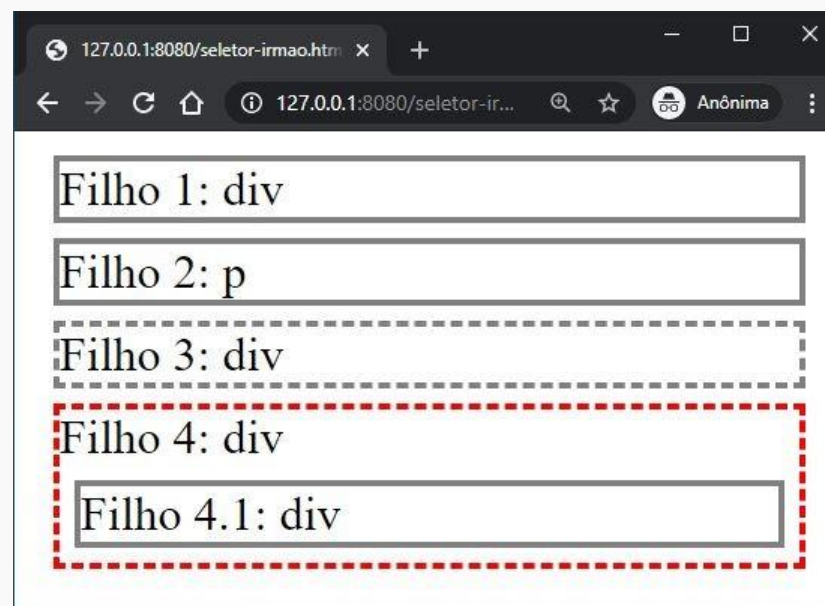 127.0.0.1:8080/seletor-irmao.htm
127.0.0.1:8080/seletor-ir...
Anônima
Filho 1: div
Filho 2: p
Filho 3: div
Filho 4: div
Filho 4.1: div